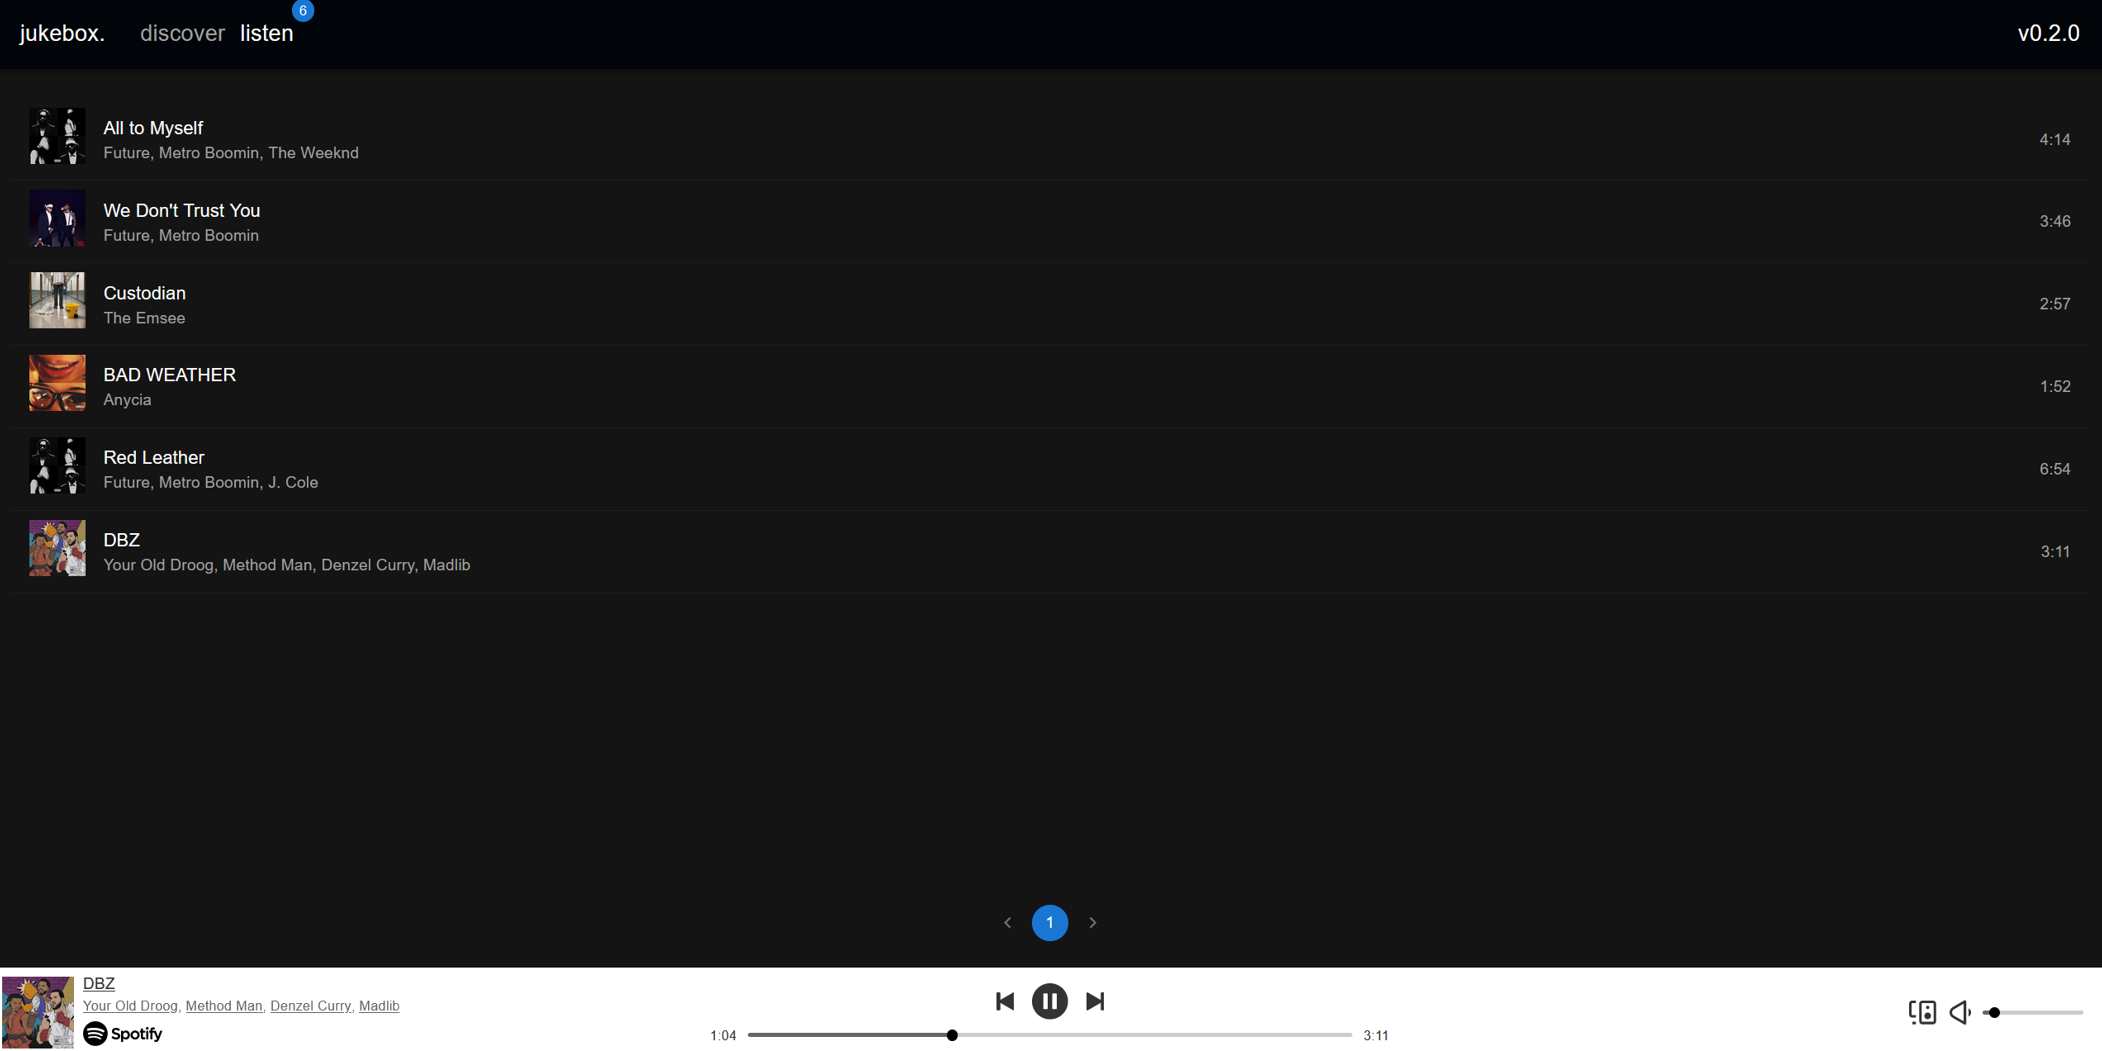 6
jukebox. discover listen v0.2.0
All to Myself
Future, Metro Boomin, The Weeknd
4:14
We Don't Trust You
Future, Metro Boomin
3:46
Custodian
The Emsee
2:57
BAD WEATHER
Anycia
1:52
Red Leather
Future, Metro Boomin, J. Cole
6:54
DBZ
Your Old Droog, Method Man, Denzel Curry, Madlib
3:11
1
DBZ
Your Old Droog, Method Man, Denzel Curry, Madlib
Spotify
1:04 3:11